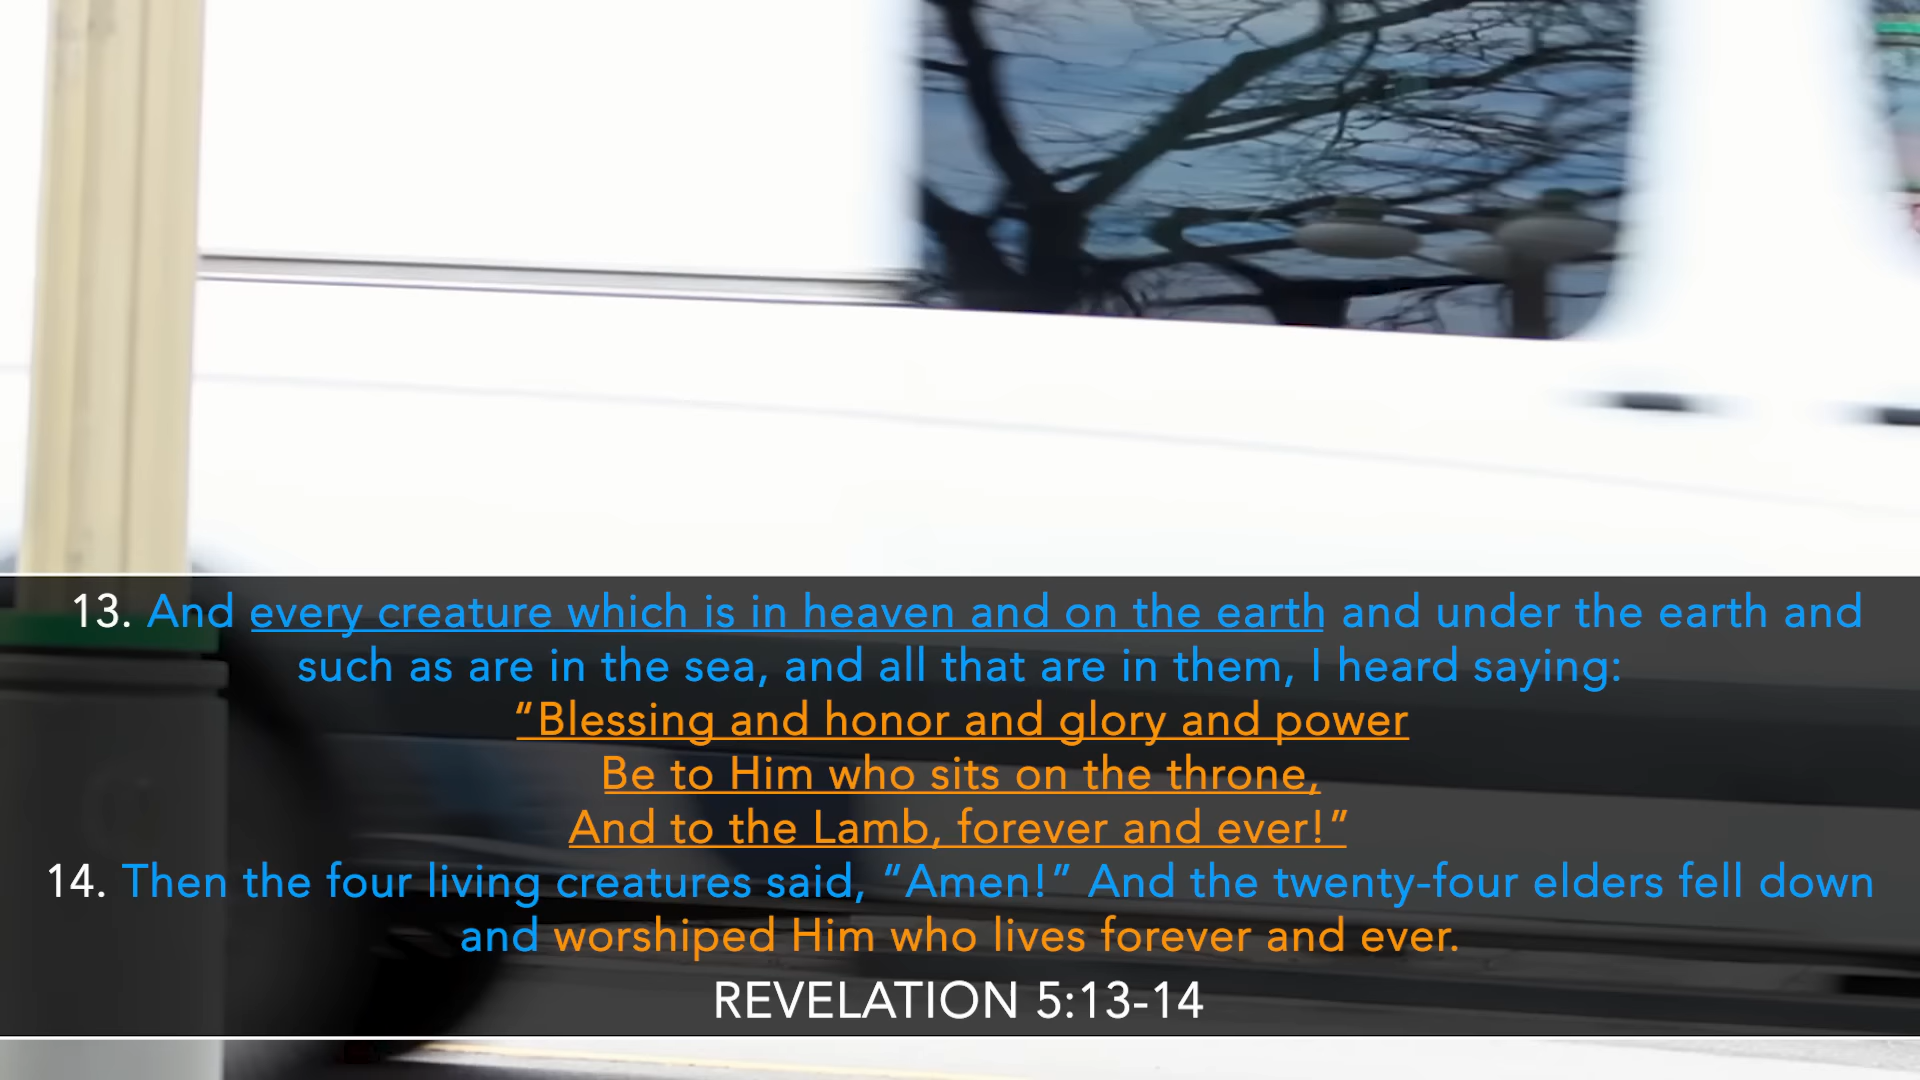 13. And every creature which is in heaven and on the earth and under the earth and
such as are in the sea, and all that are in them, I heard saying:
“Blessing and honor and glory and power
Be to Him who sits on the throne,
And to the Lamb, forever and ever!”
14. Then the four living creatures said, “Amen!” And the twenty-four elders fell down
and worshiped Him who lives forever and ever.
REVELATION 5:13-14